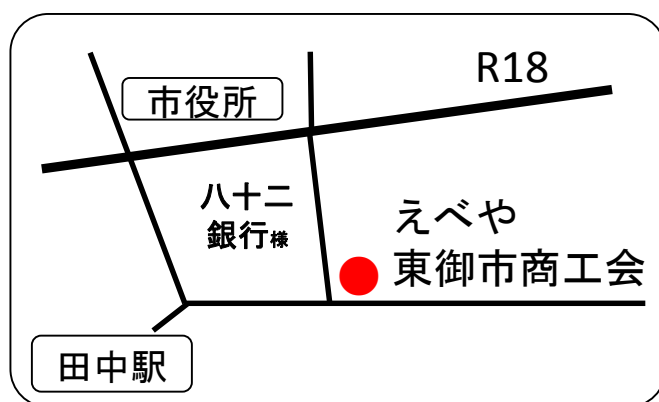 R18
市役所
八十二
銀行様
えべや
東御市商工会
田中駅